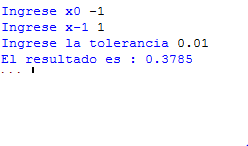 Ingrese x0 -1
Ingrese x-1 1
Ingrese la tolerancia 0.01
El resultado es : 0.3785
...